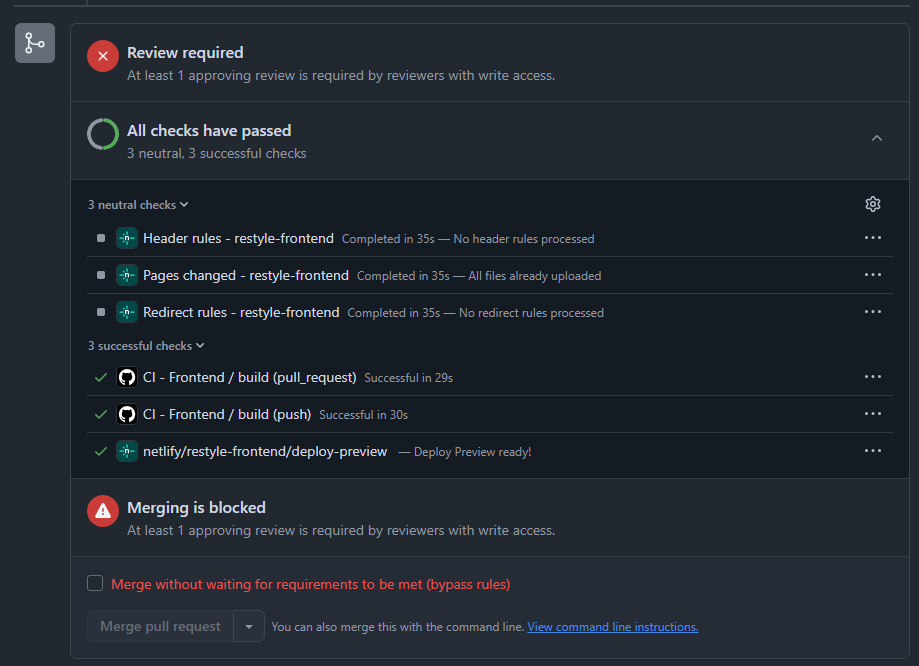 Review required
At least 1 approving review is required by reviewers with write access.
All checks have passed
3 neutral, 3 successful checks
3 neutral checks
Header rules - restyle-frontend Completed in 35s — No header rules processed
Pages changed - restyle-frontend Completed in 35s — All files already uploaded
Redirect rules - restyle-frontend Completed in 35s — No redirect rules processed
3 successful checks
CI - Frontend / build (pull_request) Successful in 29s
CI - Frontend / build (push) Successful in 30s
netlify/restyle-frontend/deploy-preview — Deploy Preview ready!
Merging is blocked
At least 1 approving review is required by reviewers with write access.
Merge without waiting for requirements to be met (bypass rules)
Merge pull request You can also merge this with the command line. View command line instructions.